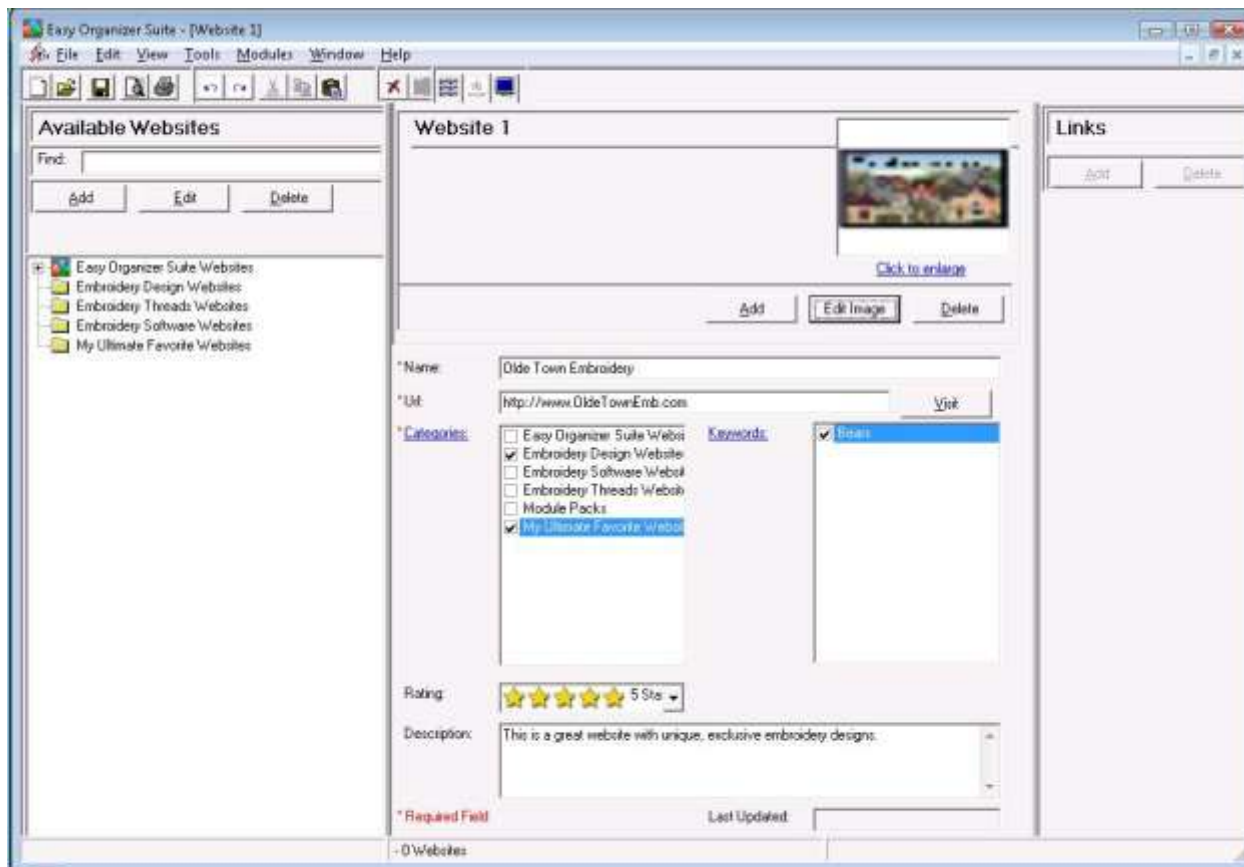 Easy Organizer Suite - [Website 1]
File Edit View Tools Modules Window Help
Available Websites
Find:
Add Edit Delete
Easy Organizer Suite Websites
Embroidery Design Websites
Embroidery Threads Websites
Embroidery Software Websites
My Ultimate Favorite Websites
Website 1
Click to enlarge
Add Edit Image Delete
*Name: Olde Town Embroidery
*Url: http://www.OldeTownEmb.com Visit
*Categories:
Easy Organizer Suite Websi
Embroidery Design Website
Embroidery Software Websit
Embroidery Threads Website
Module Packs
My Ultimate Favorite Websit
Keywords:
Bears
Rating: 5 Star
Description: This is a great website with unique, exclusive embroidery designs.
* Required Field Last Updated:
Links
Add Delete
- 0 Websites